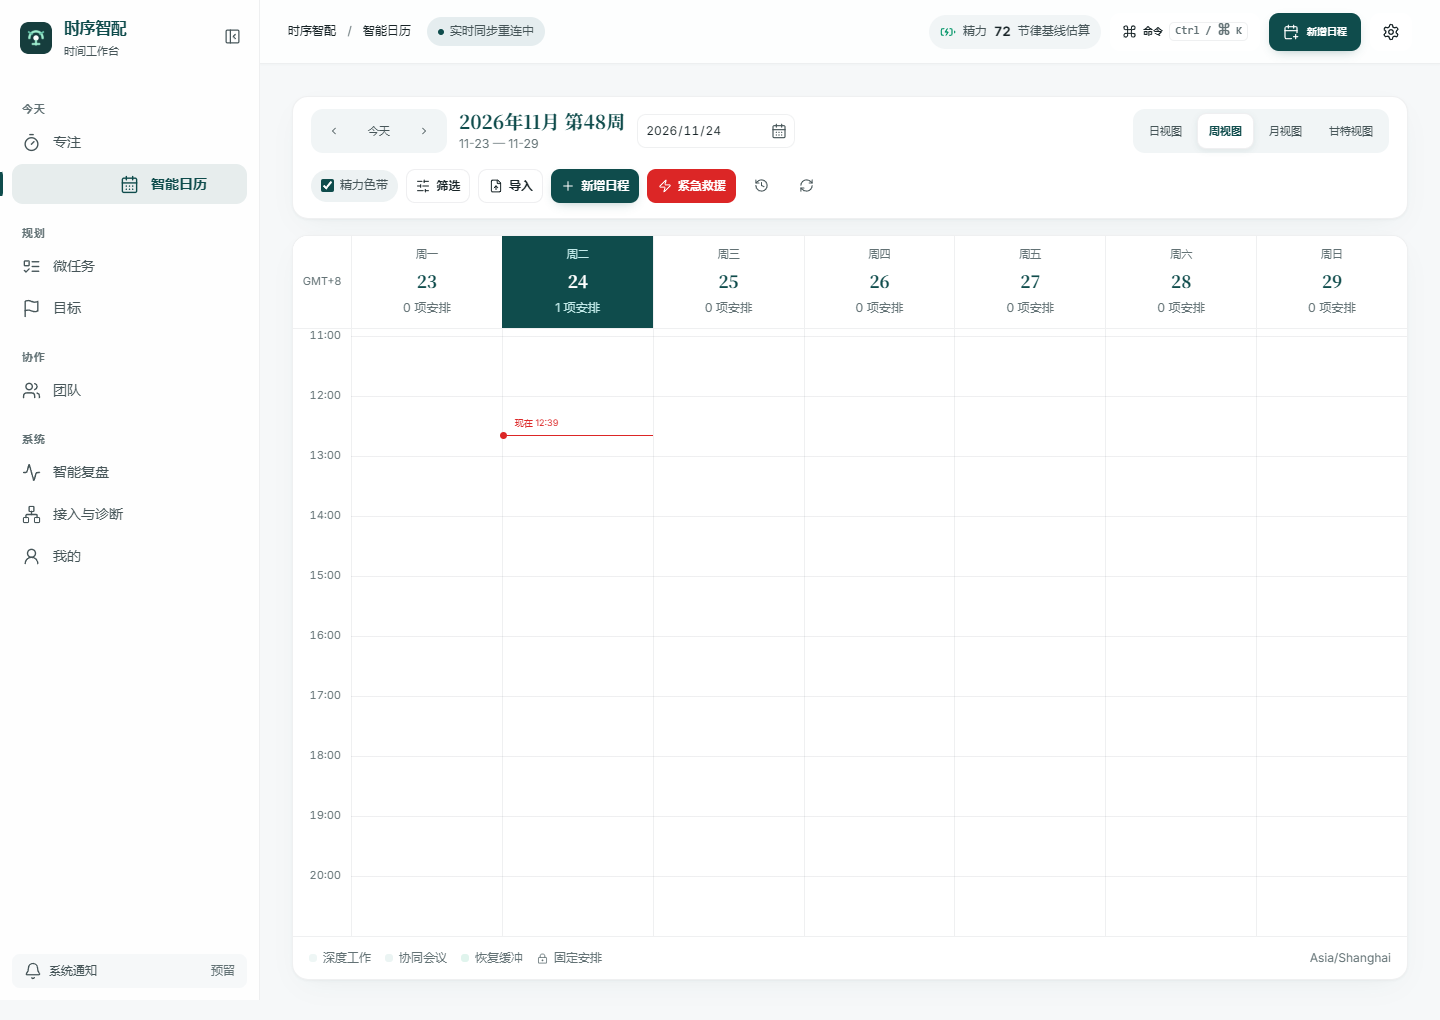 时序智配
时间工作台
今天
专注
智能日历
规划
微任务
目标
协作
团队
系统
智能复盘
接入与诊断
我的
系统通知 预留
时序智配 / 智能日历 实时同步重连中
精力 72 节律基线估算 命令 Ctrl / ⌘ K 新增日程
今天
2026年11月 第48周
11-23 — 11-29
2026/11/24
日视图 周视图 月视图 甘特视图
精力色带 筛选 导入 新增日程 紧急救援
GMT+8
周一 周二 周三 周四 周五 周六 周日
23 24 25 26 27 28 29
0 项安排 1 项安排 0 项安排 0 项安排 0 项安排 0 项安排 0 项安排
11:00
12:00
现在 12:39
13:00
14:00
15:00
16:00
17:00
18:00
19:00
20:00
深度工作 协同会议 恢复缓冲 固定安排 Asia/Shanghai